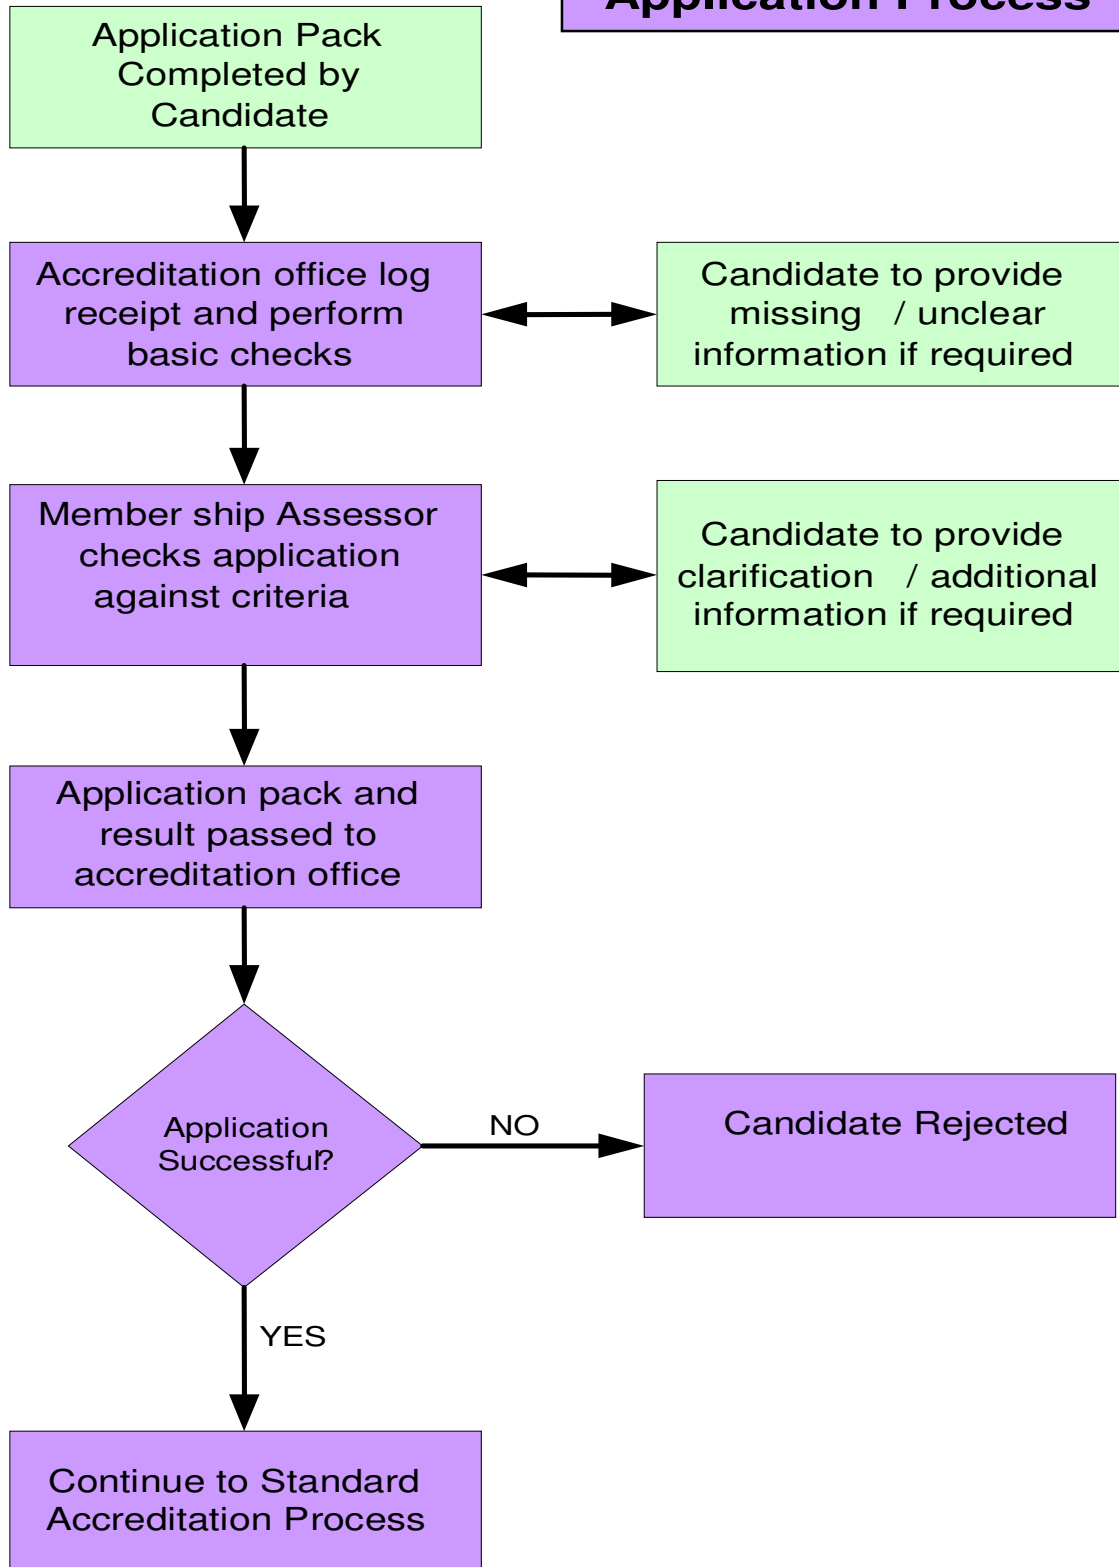 Application Process
Application Pack
Completed by
Candidate
Accreditation office log
receipt and perform
basic checks
Candidate to provide
missing / unclear
information if required
Member ship Assessor
checks application
against criteria
Candidate to provide
clarification / additional
information if required
Application pack and
result passed to
accreditation office
Application
Successful?
NO
Candidate Rejected
YES
Continue to Standard
Accreditation Process